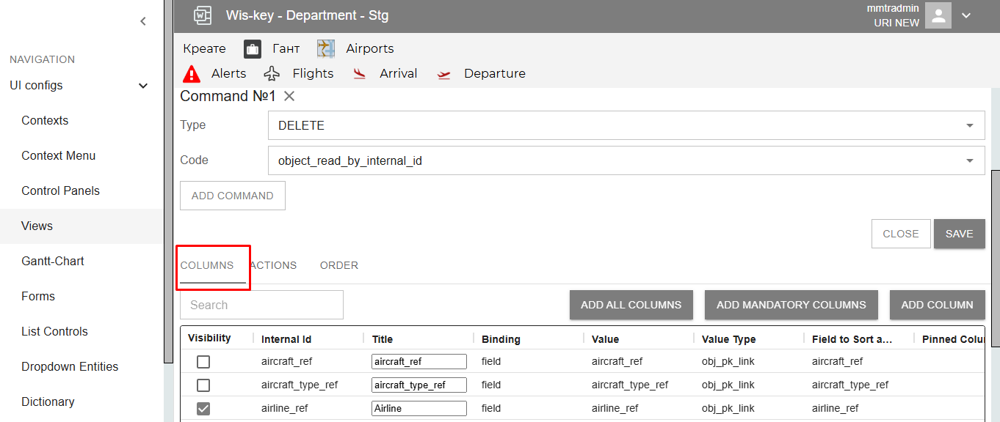 Wis-key - Department - Stg
mmtradmin
URI NEW
NAVIGATION
UI configs
Contexts
Context Menu
Control Panels
Views
Gantt-Chart
Forms
List Controls
Dropdown Entities
Dictionary
Креате Гант Airports
Alerts Flights Arrival Departure
Command №1
Type DELETE
Code object_read_by_internal_id
ADD COMMAND
CLOSE SAVE
COLUMNS ACTIONS ORDER
Search ADD ALL COLUMNS ADD MANDATORY COLUMNS ADD COLUMN
Visibility Internal Id Title Binding Value Value Type Field to Sort a... Pinned Colu
aircraft_ref aircraft_ref field aircraft_ref obj_pk_link aircraft_ref
aircraft_type_ref aircraft_type_ref field aircraft_type_ref obj_pk_link aircraft_type_ref
airline_ref Airline field airline_ref obj_pk_link airline_ref